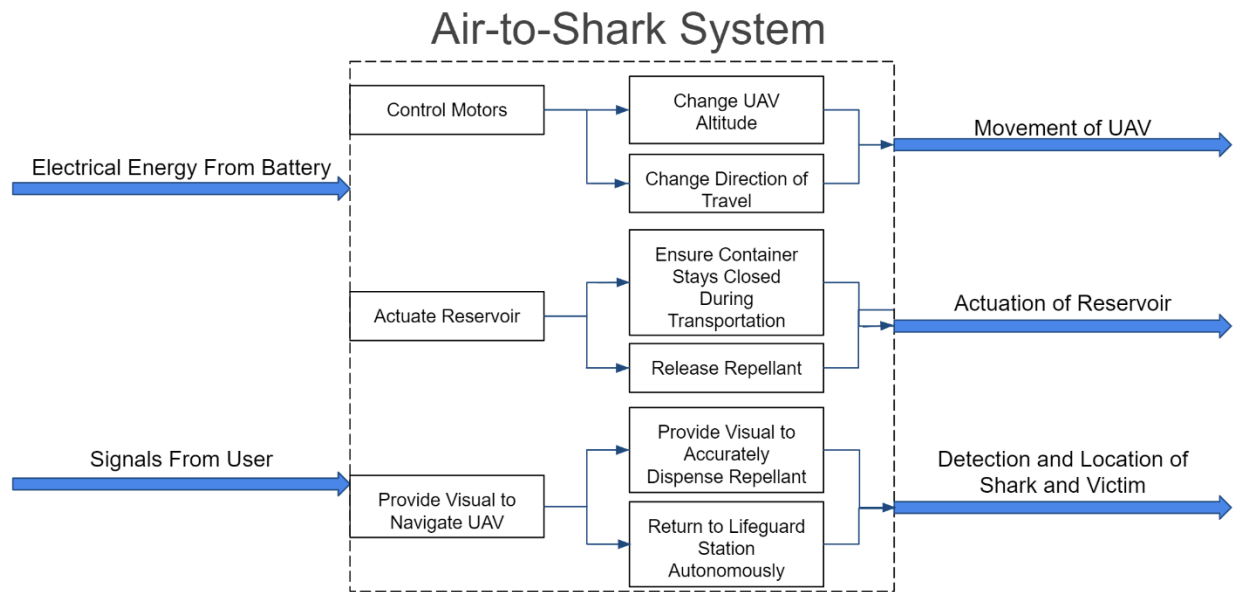 Air-to-Shark System
Electrical Energy From Battery
Signals From User
Control Motors
Change UAV
Altitude
Change Direction of
Travel
Movement of UAV
Actuate Reservoir
Ensure Container
Stays Closed
During
Transportation
Release Repellant
Actuation of Reservoir
Provide Visual to
Navigate UAV
Provide Visual to
Accurately
Dispense Repellant
Return to Lifeguard
Station
Autonomously
Detection and Location of
Shark and Victim